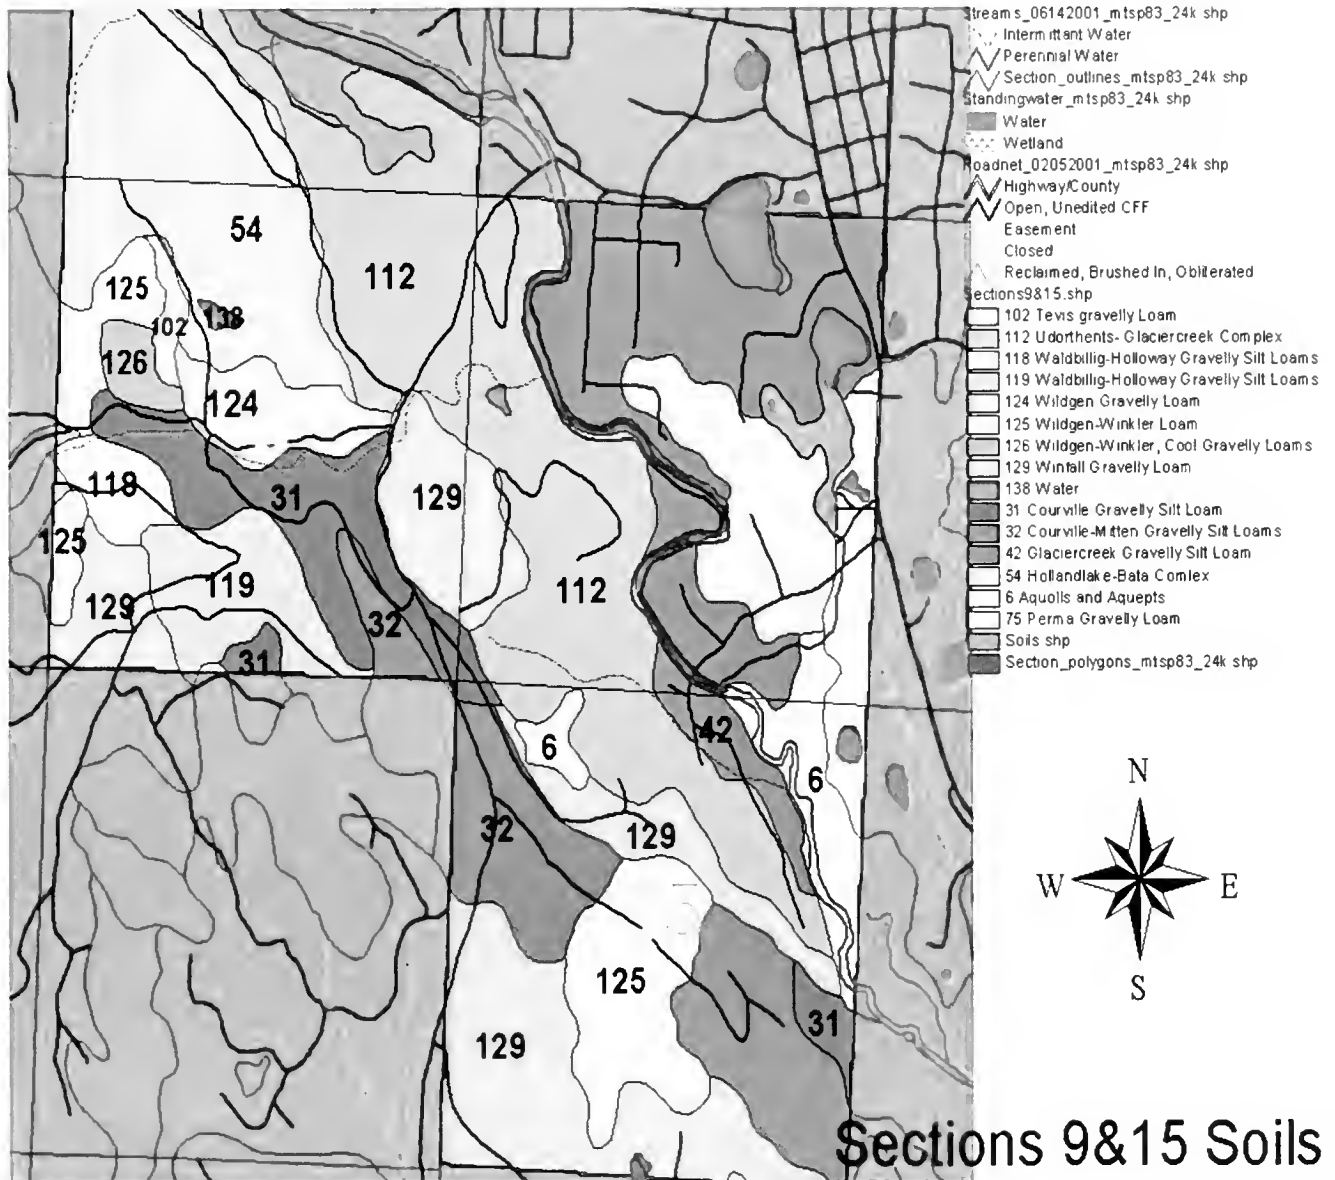 Streams_06142001_mtsp83_24k shp
Intermittant Water
Perennial Water
Section_outlines_mtsp83_24k shp
Standingwater_mtsp83_24k shp
Water
Wetland
Roadnet_02052001_mtsp83_24k shp
Highway/County
Open, Unedited CFF
Easement
Closed
Reclaimed, Brushed In, Obliterated
Sections9&15.shp
102 Tevis gravelly Loam
112 Udorthents- Glaciercreek Complex
118 Waldbillig-Holloway Gravelly Silt Loams
119 Waldbillig-Holloway Gravelly Silt Loams
124 Wildgen Gravelly Loam
125 Wildgen-Winkler Loam
126 Wildgen-Winkler, Cool Gravelly Loams
129 Winfall Gravelly Loam
138 Water
31 Courville Gravelly Silt Loam
32 Courville-Mitten Gravelly Silt Loams
42 Glaciercreek Gravelly Silt Loam
54 Hollandlake-Bata Comlex
6 Aquolls and Aquepts
75 Perma Gravelly Loam
Soils shp
Section_polygons_mtsp83_24k shp
54
112
125
138
102
126
124
118
31
129
125
119
112
129
32
31
42
6
6
32
129
125
31
129
N
W E
S
Sections 9&15 Soils